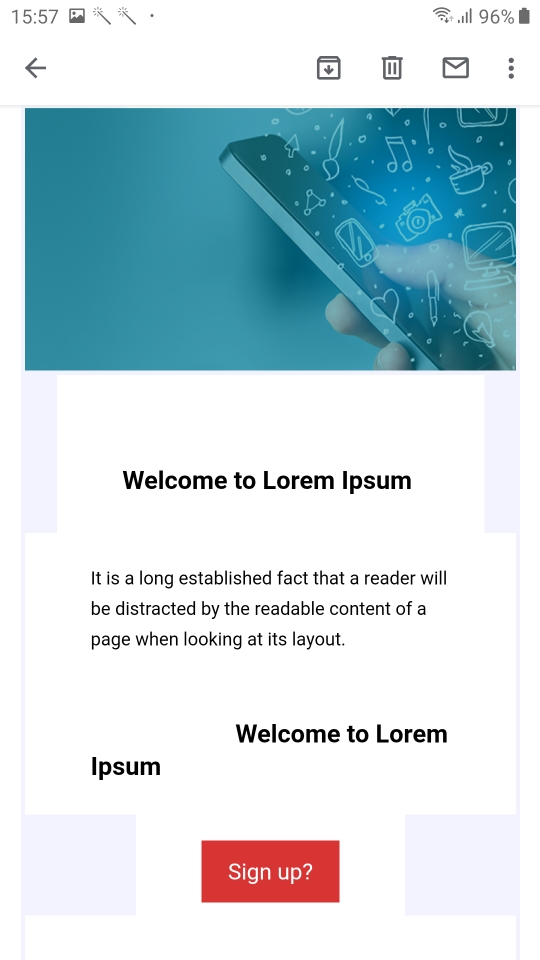 15:57
96%
Welcome to Lorem Ipsum
It is a long established fact that a reader will
be distracted by the readable content of a
page when looking at its layout.
Welcome to Lorem
Ipsum
Sign up?